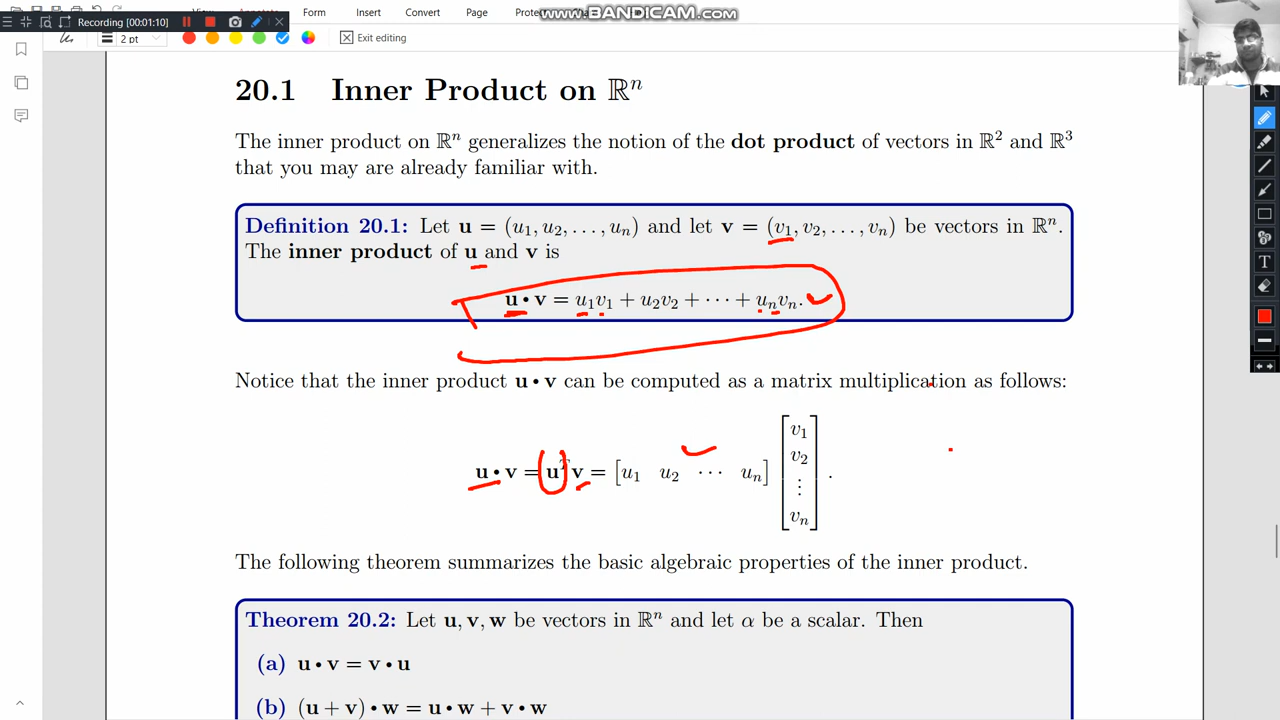 www.BANDICAM.com
Recording [00:01:10]
Form Insert Convert Page
2 pt Exit editing
20.1 Inner Product on ℝⁿ
The inner product on ℝⁿ generalizes the notion of the dot product of vectors in ℝ² and ℝ³
that you may are already familiar with.
Definition 20.1: Let u = (u₁, u₂, . . . , uₙ) and let v = (v₁, v₂, . . . , vₙ) be vectors in ℝⁿ.
The inner product of u and v is
u • v = u₁v₁ + u₂v₂ + ⋯ + uₙvₙ.
Notice that the inner product u • v can be computed as a matrix multiplication as follows:
u • v = uᵀv = [u₁ u₂ ⋯ uₙ] [v₁ v₂ ⋮ vₙ] .
The following theorem summarizes the basic algebraic properties of the inner product.
Theorem 20.2: Let u, v, w be vectors in ℝⁿ and let α be a scalar. Then
(a) u • v = v • u
(b) (u + v) • w = u • w + v • w